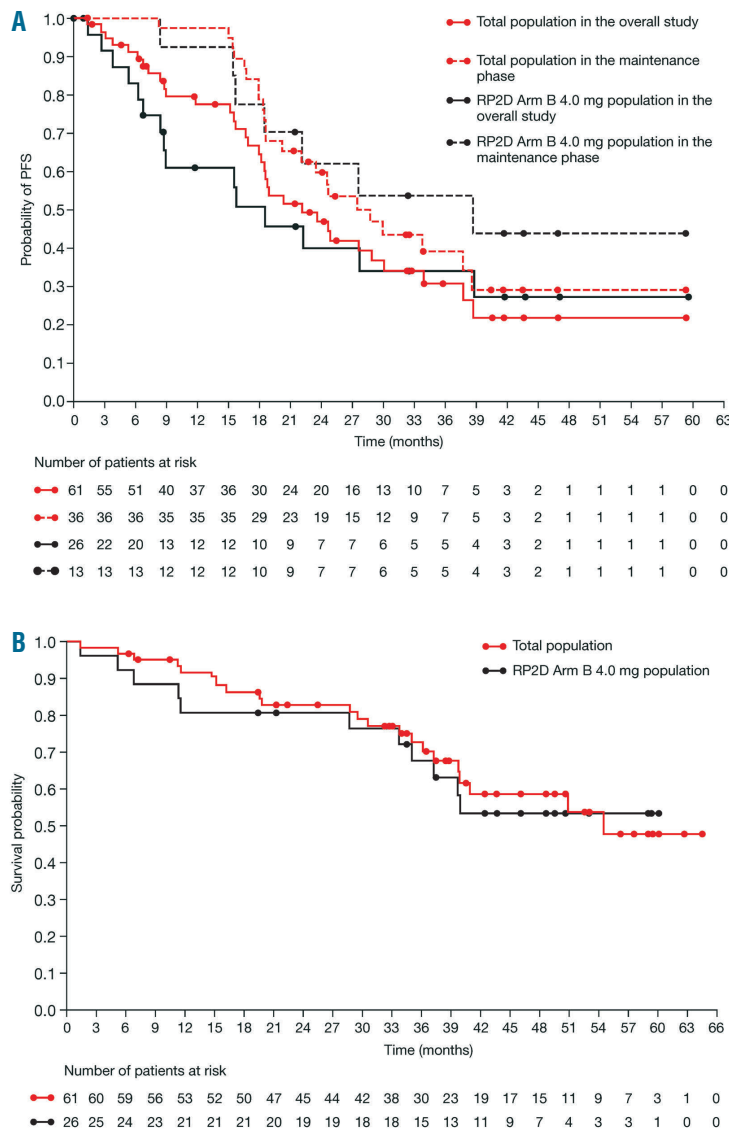 A
Total population in the overall study
Total population in the maintenance
phase
RP2D Arm B 4.0 mg population in the
overall study
RP2D Arm B 4.0 mg population in the
maintenance phase
Probability of PFS
1.0
0.9
0.8
0.7
0.6
0.5
0.4
0.3
0.2
0.1
0.0
0 3 6 9 12 15 18 21 24 27 30 33 36 39 42 45 48 51 54 57 60 63
Time (months)
Number of patients at risk
61 55 51 40 37 36 30 24 20 16 13 10 7 5 3 2 1 1 1 1 0 0
36 36 36 35 35 35 29 23 19 15 12 9 7 5 3 2 1 1 1 1 0 0
26 22 20 13 12 12 10 9 7 7 6 5 5 4 3 2 1 1 1 1 0 0
13 13 13 12 12 12 10 9 7 7 6 5 5 4 3 2 1 1 1 1 0 0
B
Total population
RP2D Arm B 4.0 mg population
Survival probability
1.0
0.9
0.8
0.7
0.6
0.5
0.4
0.3
0.2
0.1
0.0
0 3 6 9 12 15 18 21 24 27 30 33 36 39 42 45 48 51 54 57 60 63 66
Time (months)
Number of patients at risk
61 60 59 56 53 52 50 47 45 44 42 38 30 23 19 17 15 11 9 7 3 1 0
26 25 24 23 21 21 21 20 19 19 18 18 15 13 11 9 7 4 3 3 1 0 0